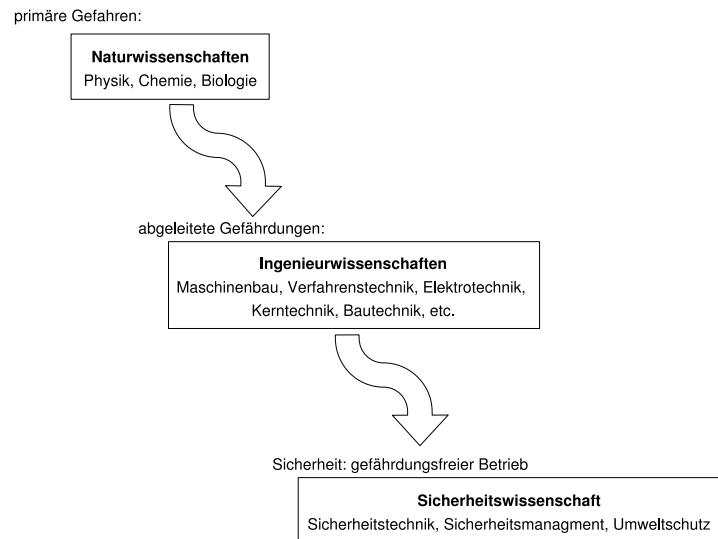 primäre Gefahren:
Naturwissenschaften
Physik, Chemie, Biologie
abgeleitete Gefährdungen:
Ingenieurwissenschaften
Maschinenbau, Verfahrenstechnik, Elektrotechnik,
Kerntechnik, Bautechnik, etc.
Sicherheit: gefährdungsfreier Betrieb
Sicherheitswissenschaft
Sicherheitstechnik, Sicherheitsmanagment, Umweltschutz